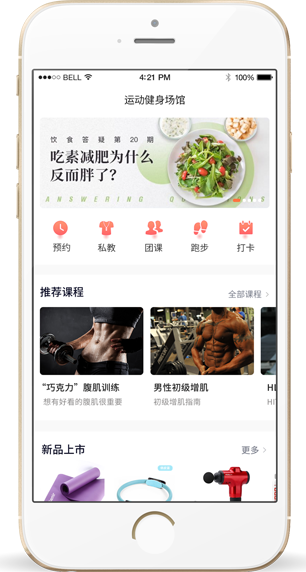 BELL 4:21 PM 100%
运动健身场馆
饮食答疑第20期
吃素减肥为什么
反而胖了?
ANSWERING
预约 私教 团课 跑步 打卡
推荐课程 全部课程
“巧克力”腹肌训练 男性初级增肌
想有好看的腹肌很重要 初级增肌指南
新品上市 更多